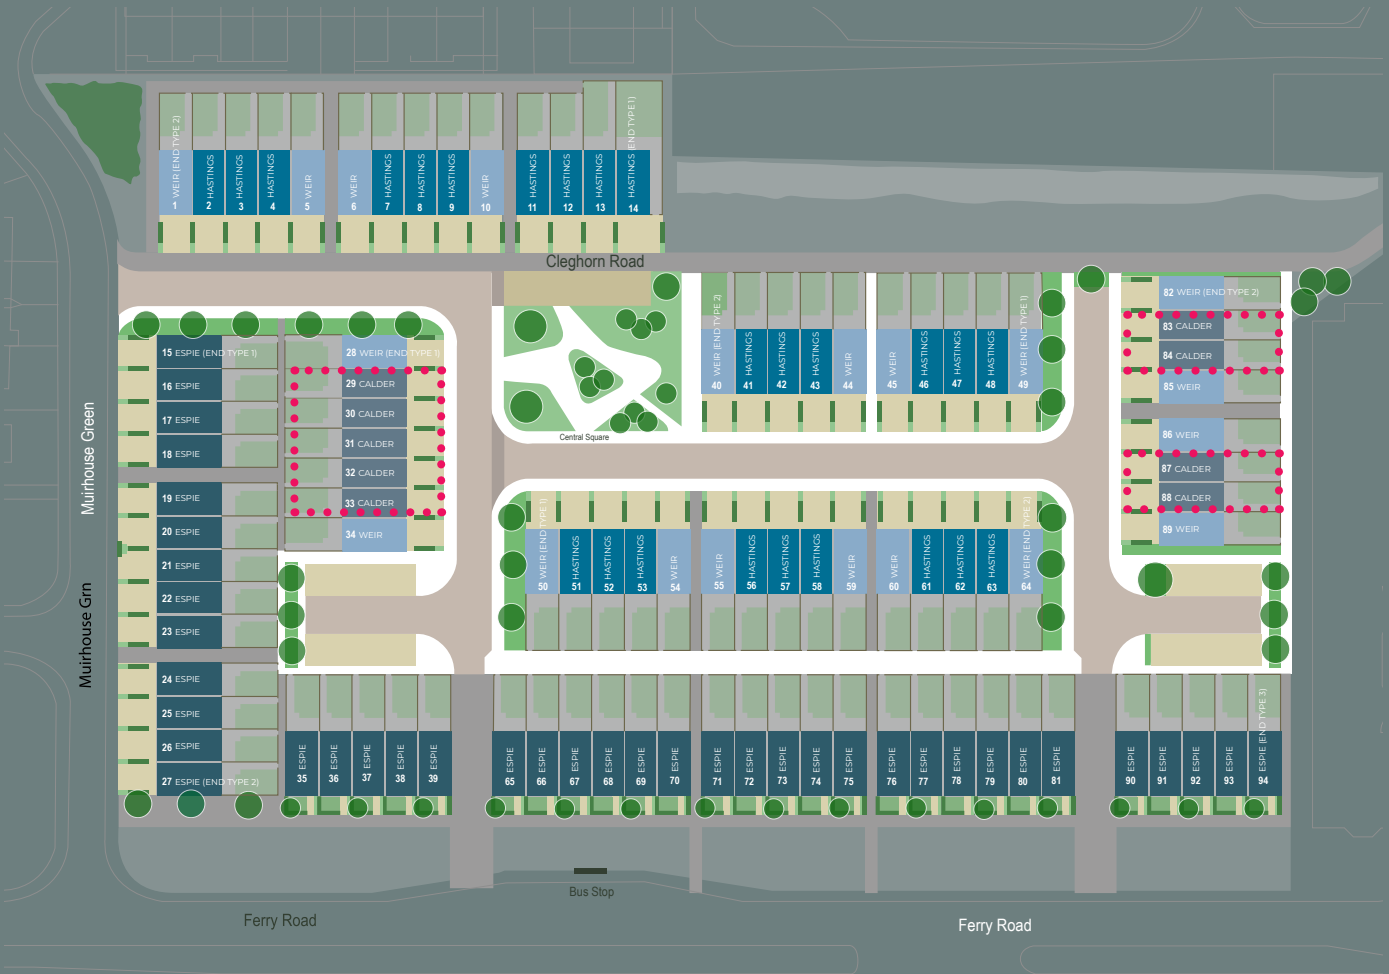 1 WEIR (END TYPE 2)
2 HASTINGS
3 HASTINGS
4 HASTINGS
5 WEIR
6 WEIR
7 HASTINGS
8 HASTINGS
9 HASTINGS
10 WEIR
11 HASTINGS
12 HASTINGS
13 HASTINGS
14 HASTINGS (END TYPE 1)
Cleghorn Road
15 ESPIE (END TYPE 1)
16 ESPIE
17 ESPIE
18 ESPIE
19 ESPIE
20 ESPIE
21 ESPIE
22 ESPIE
23 ESPIE
24 ESPIE
25 ESPIE
26 ESPIE
27 ESPIE (END TYPE 2)
Muirhouse Green
Muirhouse Grn
28 WEIR (END TYPE 1)
29 CALDER
30 CALDER
31 CALDER
32 CALDER
33 CALDER
34 WEIR
Central Square
35 ESPIE
36 ESPIE
37 ESPIE
38 ESPIE
39 ESPIE
40 WEIR (END TYPE 2)
41 HASTINGS
42 HASTINGS
43 HASTINGS
44 WEIR
45 WEIR
46 HASTINGS
47 HASTINGS
48 HASTINGS
49 WEIR (END TYPE 1)
50 WEIR (END TYPE 1)
51 HASTINGS
52 HASTINGS
53 HASTINGS
54 WEIR
55 WEIR
56 HASTINGS
57 HASTINGS
58 HASTINGS
59 WEIR
60 WEIR
61 HASTINGS
62 HASTINGS
63 HASTINGS
64 WEIR (END TYPE 2)
65 ESPIE
66 ESPIE
67 ESPIE
68 ESPIE
69 ESPIE
70 ESPIE
71 ESPIE
72 ESPIE
73 ESPIE
74 ESPIE
75 ESPIE
76 ESPIE
77 ESPIE
78 ESPIE
79 ESPIE
80 ESPIE
81 ESPIE
82 WEIR (END TYPE 2)
83 CALDER
84 CALDER
85 WEIR
86 WEIR
87 CALDER
88 CALDER
89 WEIR
90 ESPIE
91 ESPIE
92 ESPIE
93 ESPIE
94 ESPIE (END TYPE 3)
Bus Stop
Ferry Road
Ferry Road